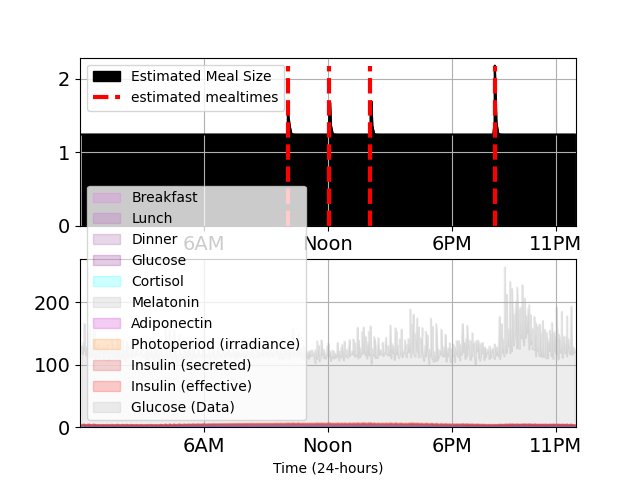 2
1
0
Estimated Meal Size
estimated mealtimes
6AM
Noon
6PM
11PM
Breakfast
Lunch
Dinner
Glucose
Cortisol
Melatonin
Adiponectin
Photoperiod (irradiance)
Insulin (secreted)
Insulin (effective)
Glucose (Data)
200
100
0
6AM
Noon
6PM
11PM
Time (24-hours)